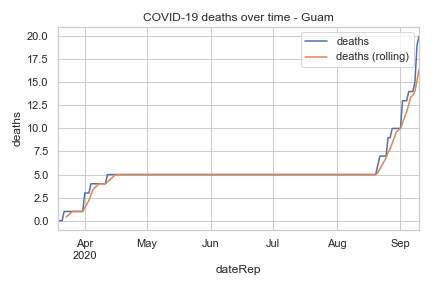 COVID-19 deaths over time - Guam
deaths
deaths (rolling)
20.0
17.5
15.0
12.5
10.0
7.5
5.0
2.5
0.0
deaths
Apr
2020
May
Jun
Jul
Aug
Sep
dateRep